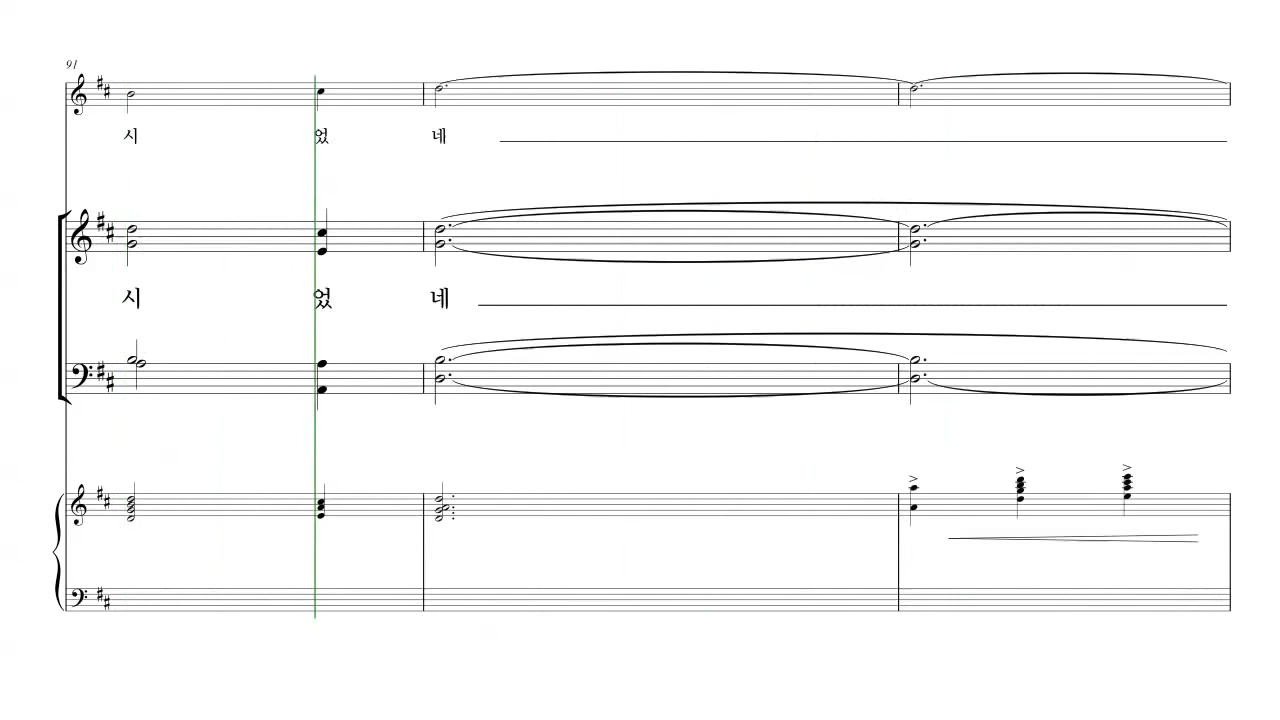 91
시 었 네
시 었 네